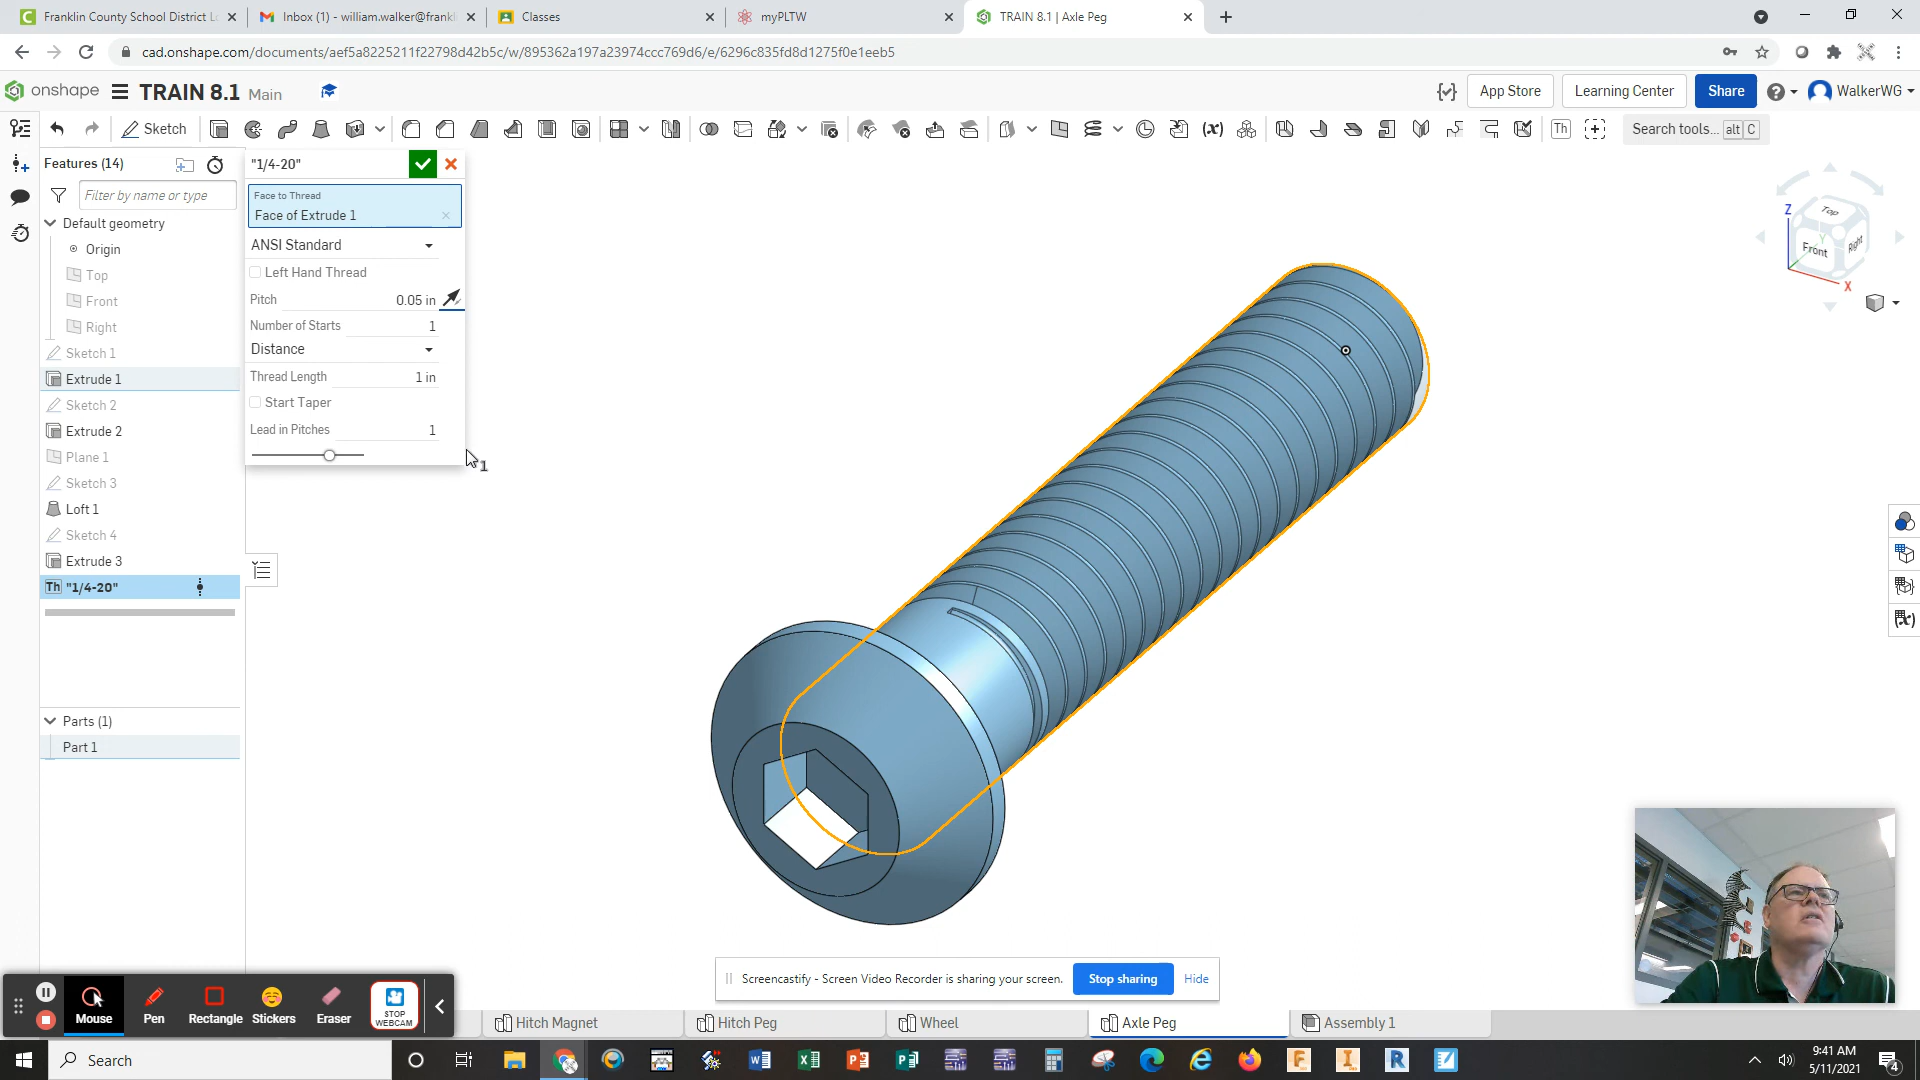 Franklin County School District L
Inbox (1) - william.walker@frankl
Classes
myPLTW
TRAIN 8.1 | Axle Peg
cad.onshape.com/documents/aef5a8225211f22798d42b5c/w/895362a197a23974ccc769d6/e/6296c835fd8d1275f0e1eeb5
onshape
TRAIN 8.1 Main
App Store
Learning Center
Share
WalkerWG
Sketch
Th
Search tools... alt C
Features (14)
Filter by name or type
Default geometry
Origin
Top
Front
Right
Sketch 1
Extrude 1
Sketch 2
Extrude 2
Plane 1
Sketch 3
Loft 1
Sketch 4
Extrude 3
Th "1/4-20"
Parts (1)
Part 1
"1/4-20"
Face to Thread
Face of Extrude 1
ANSI Standard
Left Hand Thread
Pitch 0.05 in
Number of Starts 1
Distance
Thread Length 1 in
Start Taper
Lead in Pitches 1
1
Z
Top
Front
Right
Y
X
Screencastify - Screen Video Recorder is sharing your screen.
Stop sharing
Hide
Mouse
Pen
Rectangle
Stickers
Eraser
STOP
WEBCAM
Hitch Magnet
Hitch Peg
Wheel
Axle Peg
Assembly 1
Search
9:41 AM
5/11/2021
4